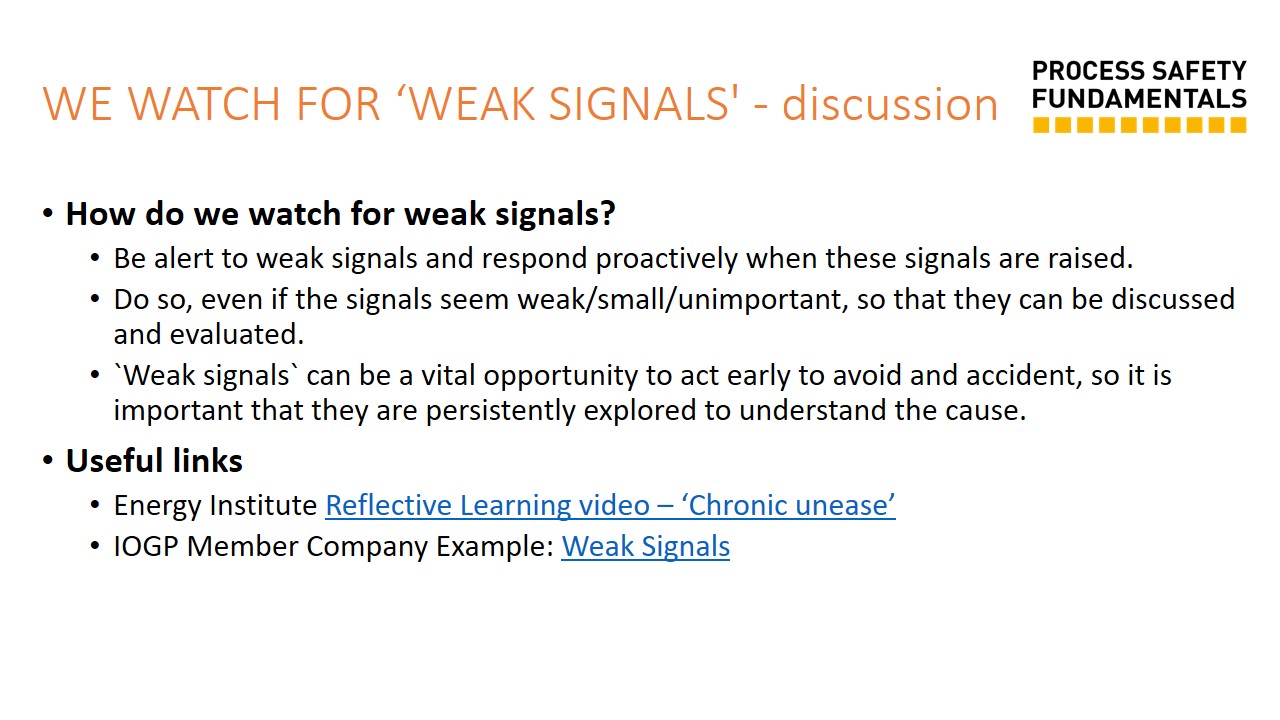 WE WATCH FOR ‘WEAK SIGNALS' - discussion
PROCESS SAFETY
FUNDAMENTALS
• How do we watch for weak signals?
• Be alert to weak signals and respond proactively when these signals are raised.
• Do so, even if the signals seem weak/small/unimportant, so that they can be discussed
and evaluated.
• `Weak signals` can be a vital opportunity to act early to avoid and accident, so it is
important that they are persistently explored to understand the cause.
• Useful links
• Energy Institute Reflective Learning video – ‘Chronic unease’
• IOGP Member Company Example: Weak Signals